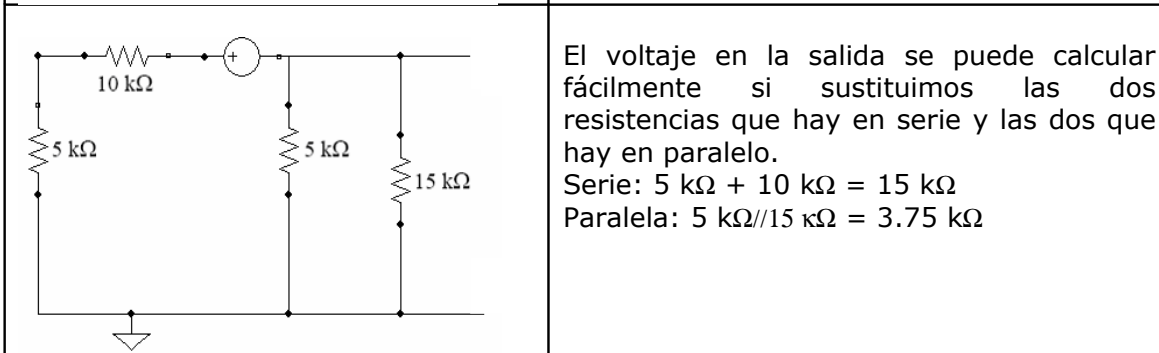 10 kΩ
5 kΩ
5 kΩ
15 kΩ
+
El voltaje en la salida se puede calcular
fácilmente si sustituimos las dos
resistencias que hay en serie y las dos que
hay en paralelo.
Serie: 5 kΩ + 10 kΩ = 15 kΩ
Paralela: 5 kΩ//15 κΩ = 3.75 kΩ